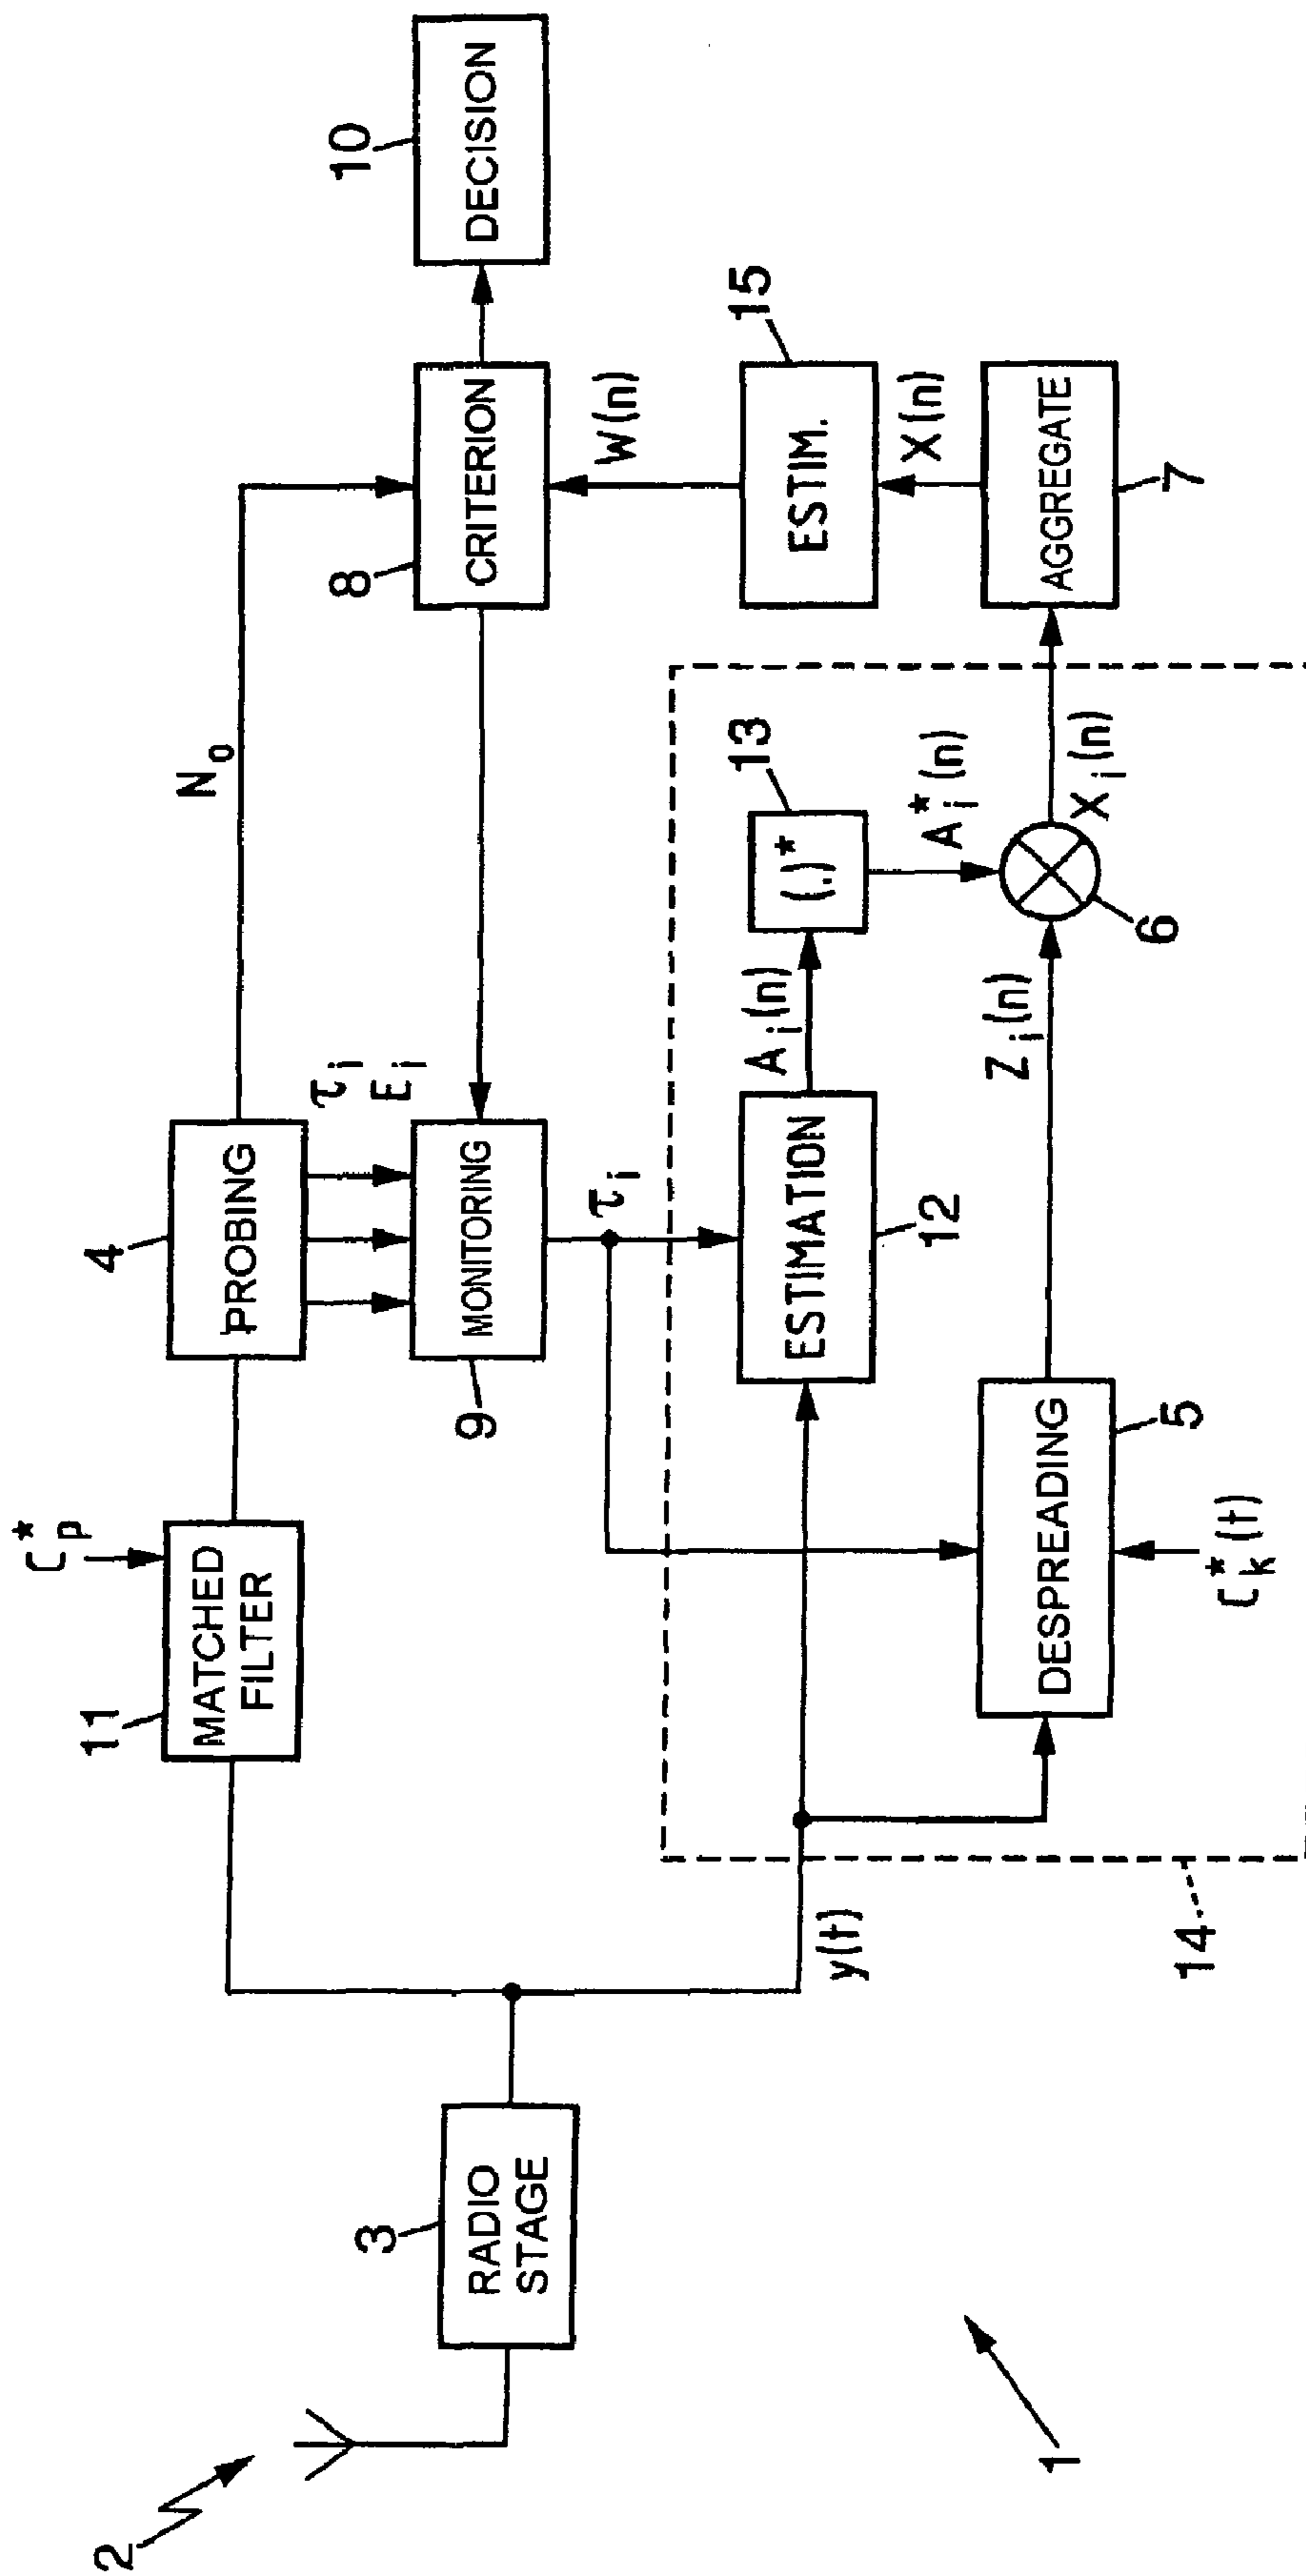 2
1
3
RADIO
STAGE
y(t)
14
11
MATCHED
FILTER
C*p
4
PROBING
N0
τi
Ei
9
MONITORING
τi
8
CRITERION
10
DECISION
W(n)
15
ESTIM.
X(n)
7
AGGREGATE
ESTIMATION
12
Ai(n)
13
(.)*
A*i(n)
6
Xi(n)
Zi(n)
DESPREADING
5
C*k(t)